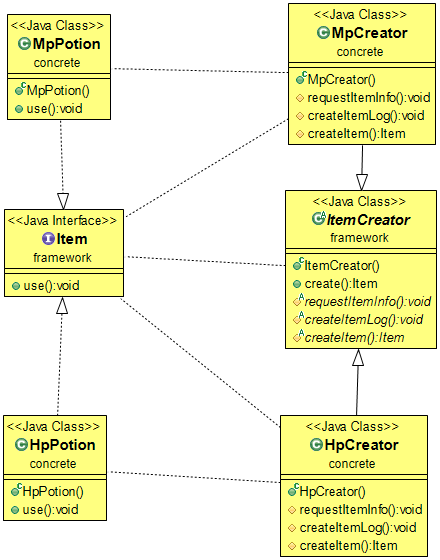 <<Java Class>>
MpPotion
concrete
MpPotion()
use():void
<<Java Class>>
MpCreator
concrete
MpCreator()
requestItemInfo():void
createItemLog():void
createItem():Item
<<Java Interface>>
Item
framework
use():void
<<Java Class>>
ItemCreator
framework
ItemCreator()
create():Item
requestItemInfo():void
createItemLog():void
createItem():Item
<<Java Class>>
HpPotion
concrete
HpPotion()
use():void
<<Java Class>>
HpCreator
concrete
HpCreator()
requestItemInfo():void
createItemLog():void
createItem():Item